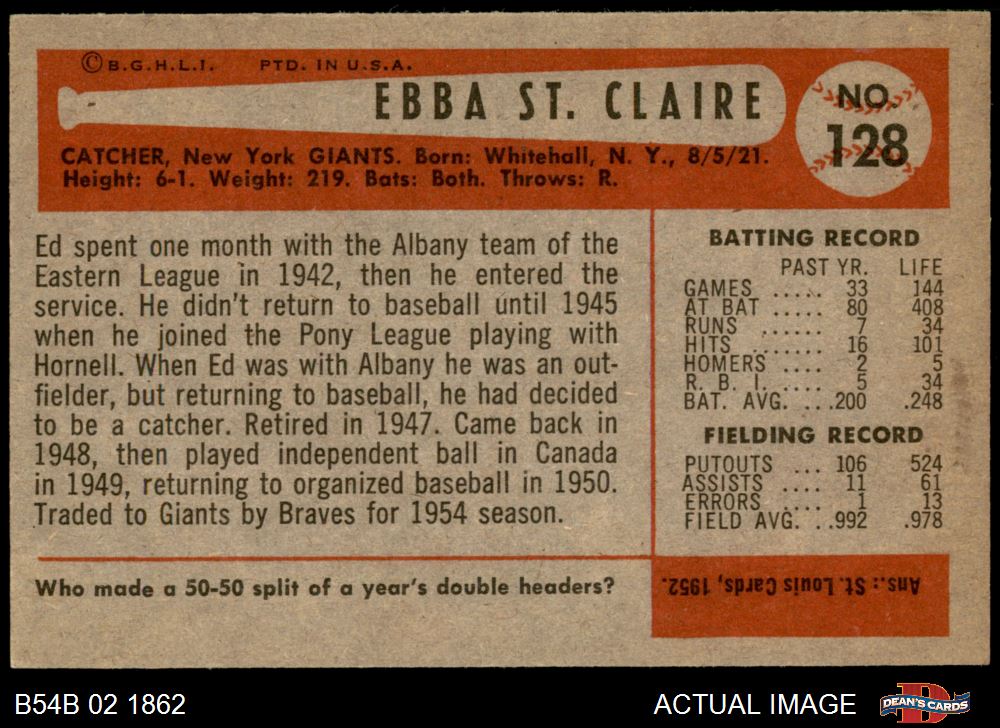 ©B.G.H.L.I. PTD. IN U.S.A.
EBBA ST. CLAIRE
NO.
128
CATCHER, New York GIANTS. Born: Whitehall, N. Y., 8/5/21.
Height: 6-1. Weight: 219. Bats: Both. Throws: R.
Ed spent one month with the Albany team of the
Eastern League in 1942, then he entered the
service. He didn't return to baseball until 1945
when he joined the Pony League playing with
Hornell. When Ed was with Albany he was an out-
fielder, but returning to baseball, he had decided
to be a catcher. Retired in 1947. Came back in
1948, then played independent ball in Canada
in 1949, returning to organized baseball in 1950.
Traded to Giants by Braves for 1954 season.
BATTING RECORD
PAST YR. LIFE
GAMES ..... 33 144
AT BAT ..... 80 408
RUNS ...... 7 34
HITS ....... 16 101
HOMERS .... 2 5
R. B. I. .... 5 34
BAT. AVG. ...200 .248
FIELDING RECORD
PUTOUTS ... 106 524
ASSISTS .... 11 61
ERRORS .... 1 13
FIELD AVG. ..992 .978
Who made a 50-50 split of a year's double headers?
Ans.: St. Louis Cards, 1952.
B54B 02 1862
ACTUAL IMAGE
D
DEAN'S CARDS